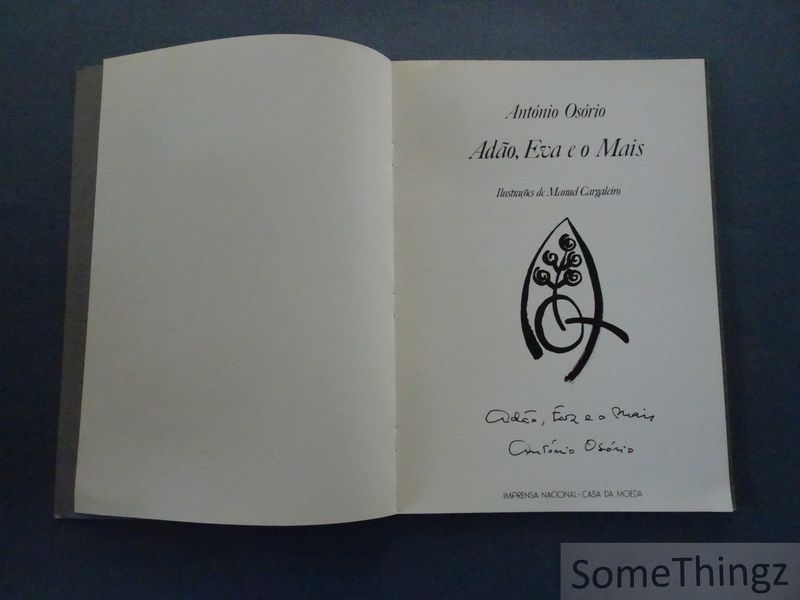 António Osório
Adão, Eva e o Mais
Ilustrações de Manuel Cargaleiro
Adão, Eva e o Mais
António Osório
IMPRENSA NACIONAL-CASA DA MOEDA
SomeThingz